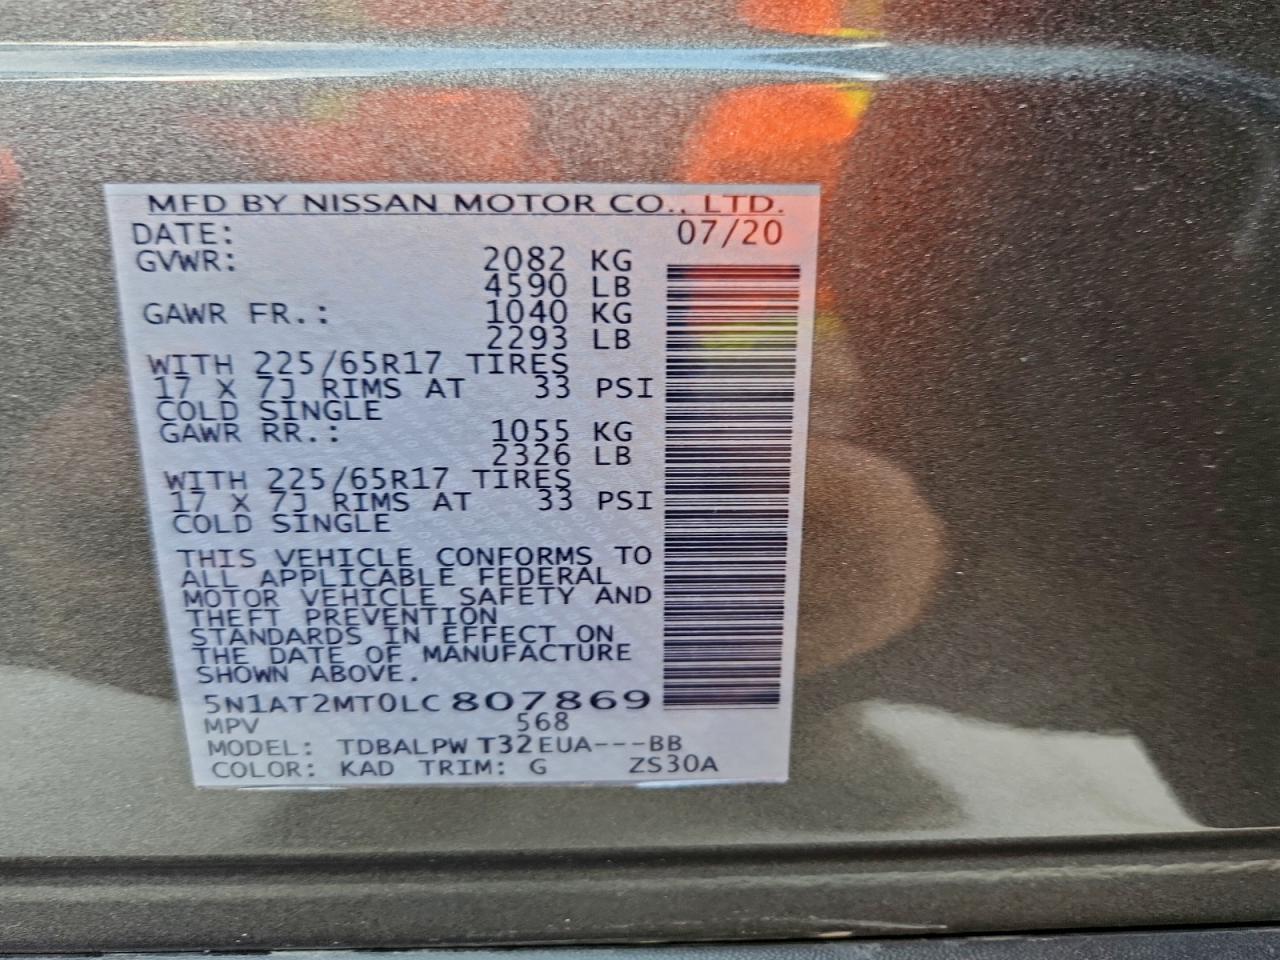 MFD BY NISSAN MOTOR CO., LTD.
DATE: 07/20
GVWR: 2082 KG
4590 LB
GAWR FR.: 1040 KG
2293 LB
WITH 225/65R17 TIRES
17 X 7J RIMS AT 33 PSI
COLD SINGLE
GAWR RR.: 1055 KG
2326 LB
WITH 225/65R17 TIRES
17 X 7J RIMS AT 33 PSI
COLD SINGLE
THIS VEHICLE CONFORMS TO
ALL APPLICABLE FEDERAL
MOTOR VEHICLE SAFETY AND
THEFT PREVENTION
STANDARDS IN EFFECT ON
THE DATE OF MANUFACTURE
SHOWN ABOVE.
5N1AT2MT0LC807869
MPV 568
MODEL: TDBALPW T32EUA---BB
COLOR: KAD TRIM: G ZS30A